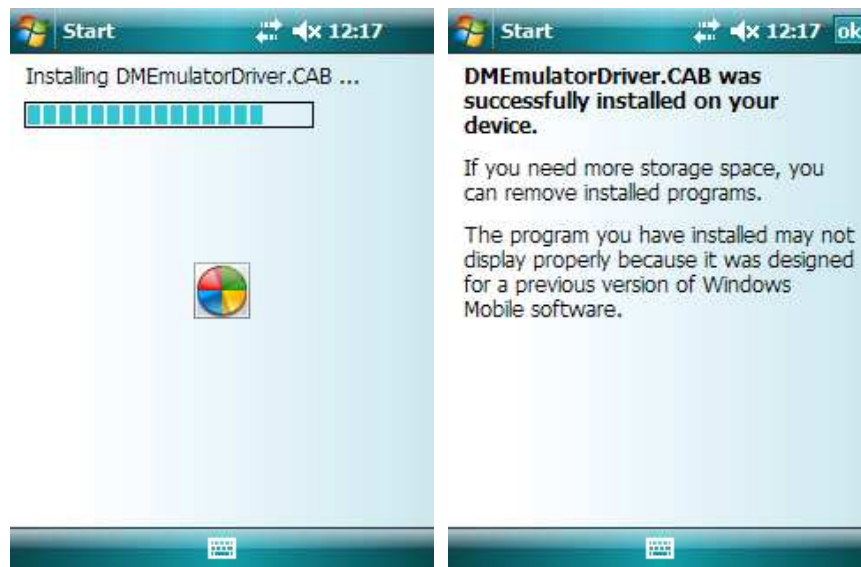 Start 12:17
Installing DMEmulatorDriver.CAB ...
Start 12:17 ok
DMEmulatorDriver.CAB was
successfully installed on your
device.
If you need more storage space, you
can remove installed programs.
The program you have installed may not
display properly because it was designed
for a previous version of Windows
Mobile software.